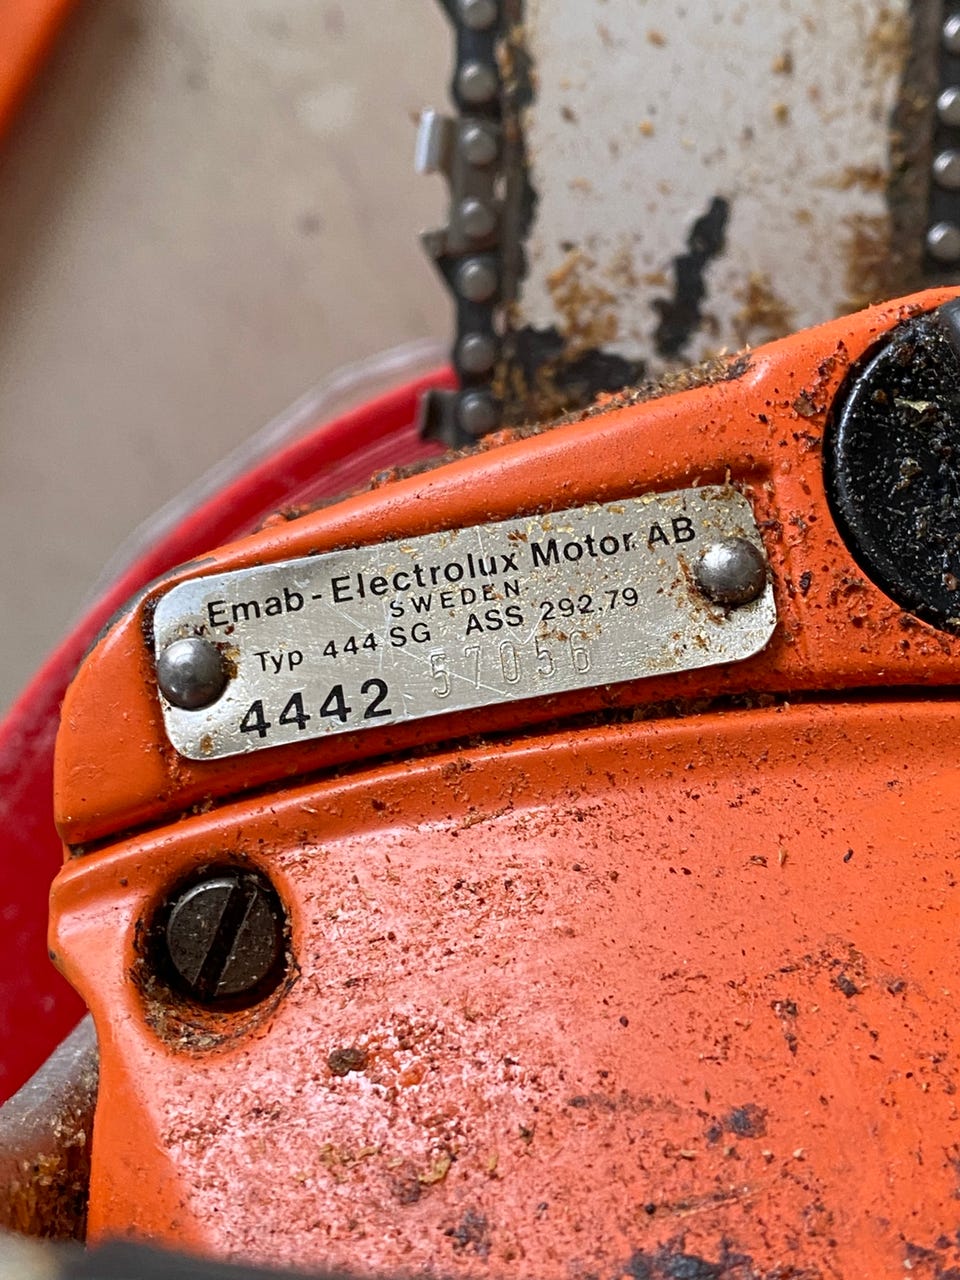 Emab-Electrolux Motor AB
SWEDEN
Typ 444 SG ASS 292.79
4442 57056